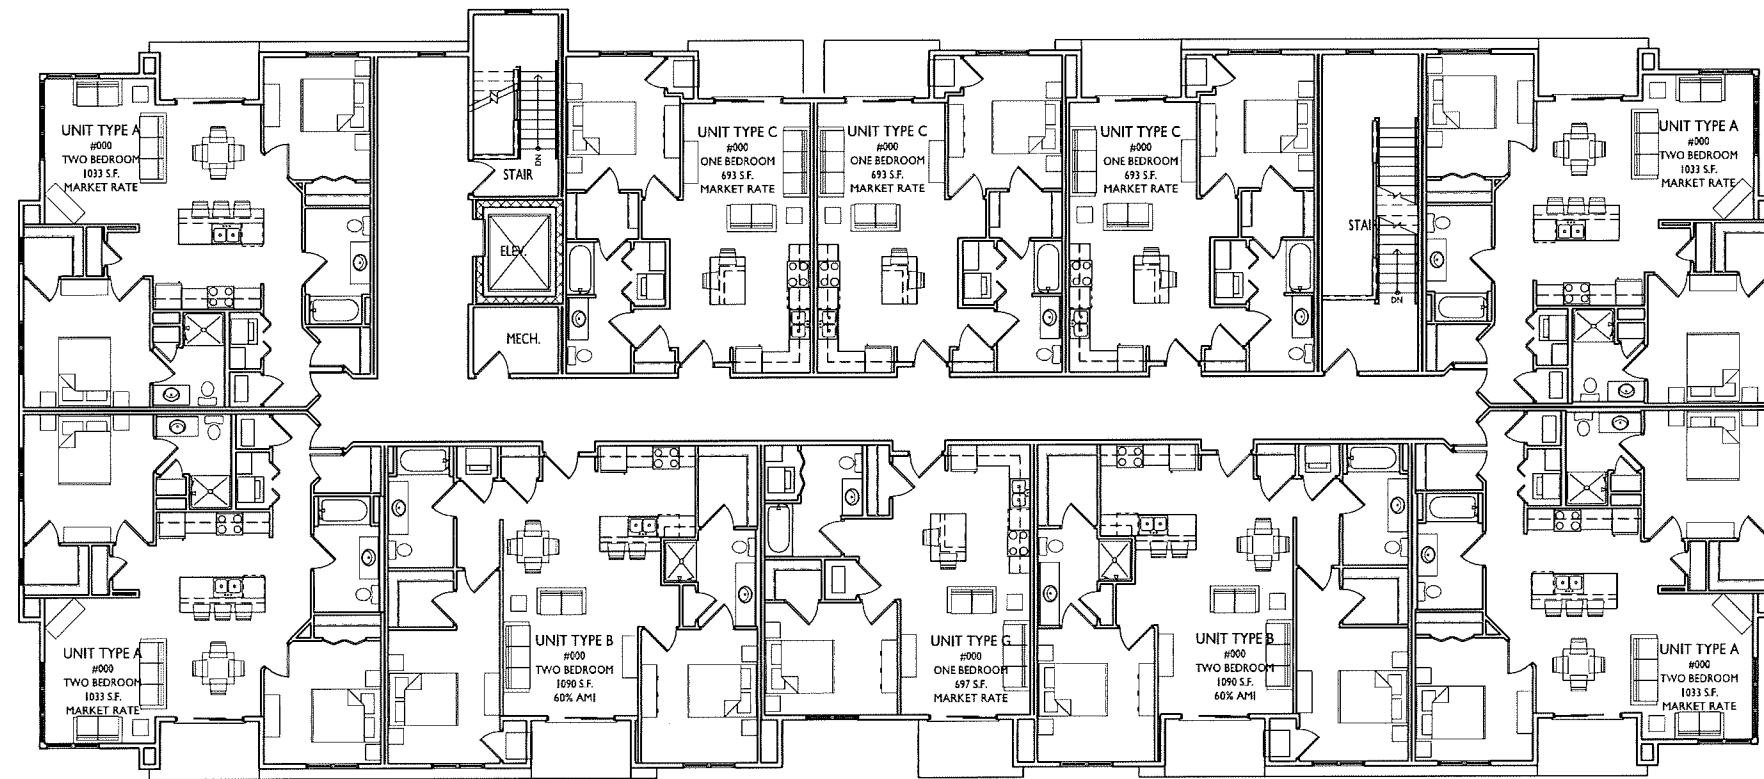 UNIT TYPE A
#000
TWO BEDROOM
1033 S.F.
MARKET RATE
STAIR
DN
ELEV.
MECH.
UNIT TYPE C
#000
ONE BEDROOM
693 S.F.
MARKET RATE
UNIT TYPE C
#000
ONE BEDROOM
693 S.F.
MARKET RATE
UNIT TYPE C
#000
ONE BEDROOM
693 S.F.
MARKET RATE
STAI
DN
UNIT TYPE A
#000
TWO BEDROOM
1033 S.F.
MARKET RATE
UNIT TYPE A
#000
TWO BEDROOM
1033 S.F.
MARKET RATE
UNIT TYPE B
#000
TWO BEDROOM
1090 S.F.
60% AMI
UNIT TYPE G
#000
ONE BEDROOM
697 S.F.
MARKET RATE
UNIT TYPE B
#000
TWO BEDROOM
1090 S.F.
60% AMI
UNIT TYPE A
#000
TWO BEDROOM
1033 S.F.
MARKET RATE